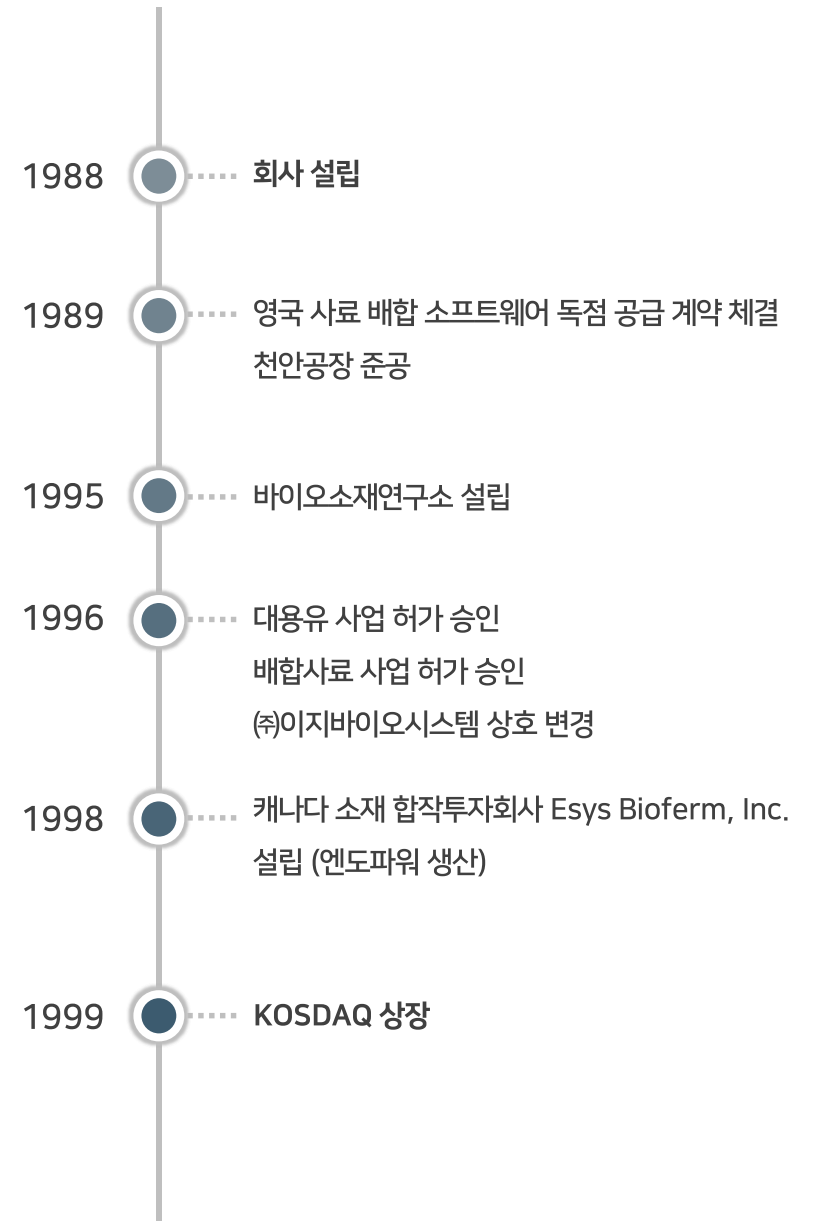 1988 회사 설립
1989 영국 사료 배합 소프트웨어 독점 공급 계약 체결
천안공장 준공
1995 바이오소재연구소 설립
1996 대용유 사업 허가 승인
배합사료 사업 허가 승인
㈜이지바이오시스템 상호 변경
1998 캐나다 소재 합작투자회사 Esys Bioferm, Inc.
설립 (엔도파워 생산)
1999 KOSDAQ 상장